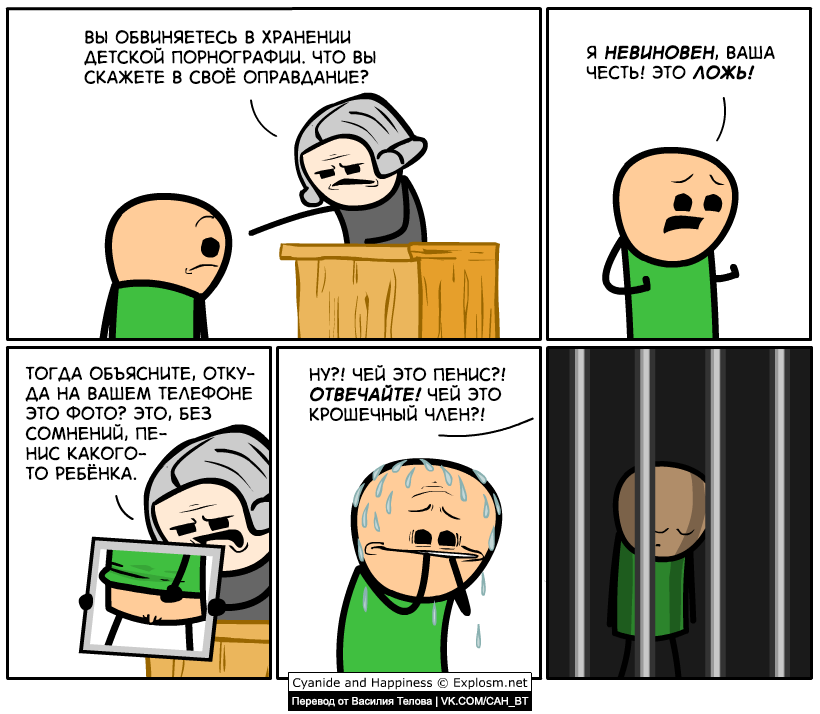 ВЫ ОБВИНЯЕТЕСЬ В ХРАНЕНИИ
ДЕТСКОЙ ПОРНОГРАФИИ. ЧТО ВЫ
СКАЖЕТЕ В СВОЁ ОПРАВДАНИЕ?
Я НЕВИНОВЕН, ВАША
ЧЕСТЬ! ЭТО ЛОЖЬ!
ТОГДА ОБЪЯСНИТЕ, ОТКУ-
ДА НА ВАШЕМ ТЕЛЕФОНЕ
ЭТО ФОТО? ЭТО, БЕЗ
СОМНЕНИЙ, ПЕ-
НИС КАКОГО-
ТО РЕБЁНКА.
НУ?! ЧЕЙ ЭТО ПЕНИС?!
ОТВЕЧАЙТЕ! ЧЕЙ ЭТО
КРОШЕЧНЫЙ ЧЛЕН?!
Cyanide and Happiness © Explosm.net
Перевод от Василия Телова | VK.COM/CAH_BT